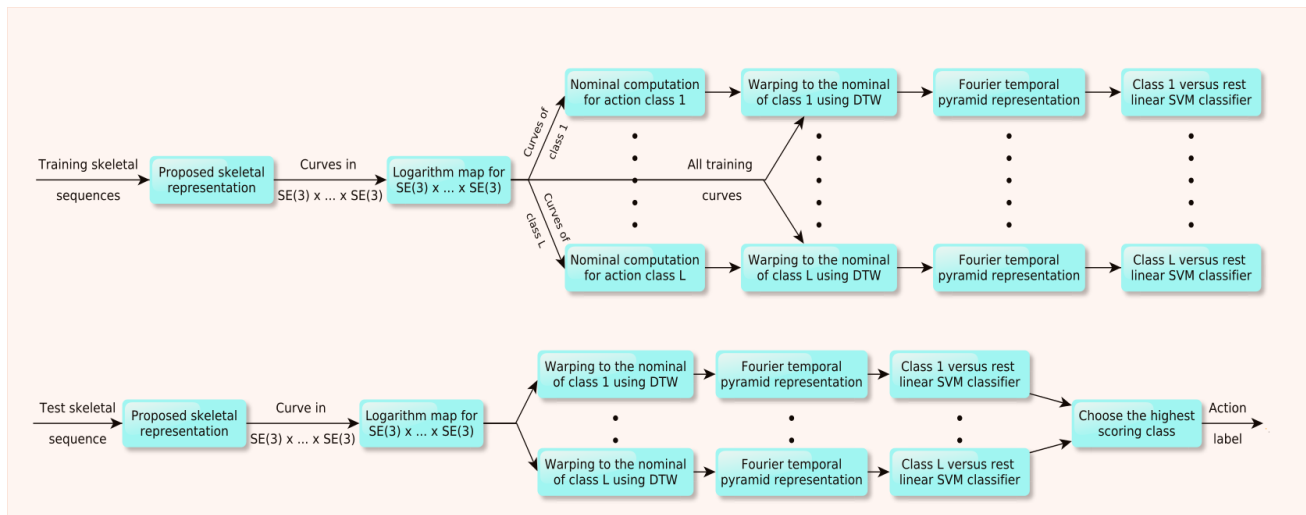 Nominal computation
for action class 1
Warping to the nominal
of class 1 using DTW
Fourier temporal
pyramid representation
Class 1 versus rest
linear SVM classifier
Curves of
class 1
Training skeletal
sequences
Proposed skeletal
representation
Curves in
SE(3) x ... x SE(3)
Logarithm map for
SE(3) x ... x SE(3)
All training
curves
Curves of
class L
Nominal computation
for action class L
Warping to the nominal
of class L using DTW
Fourier temporal
pyramid representation
Class L versus rest
linear SVM classifier
Test skeletal
sequence
Proposed skeletal
representation
Curve in
SE(3) x ... x SE(3)
Logarithm map for
SE(3) x ... x SE(3)
Warping to the nominal
of class 1 using DTW
Fourier temporal
pyramid representation
Class 1 versus rest
linear SVM classifier
Warping to the nominal
of class L using DTW
Fourier temporal
pyramid representation
Class L versus rest
linear SVM classifier
Choose the highest
scoring class
Action
label